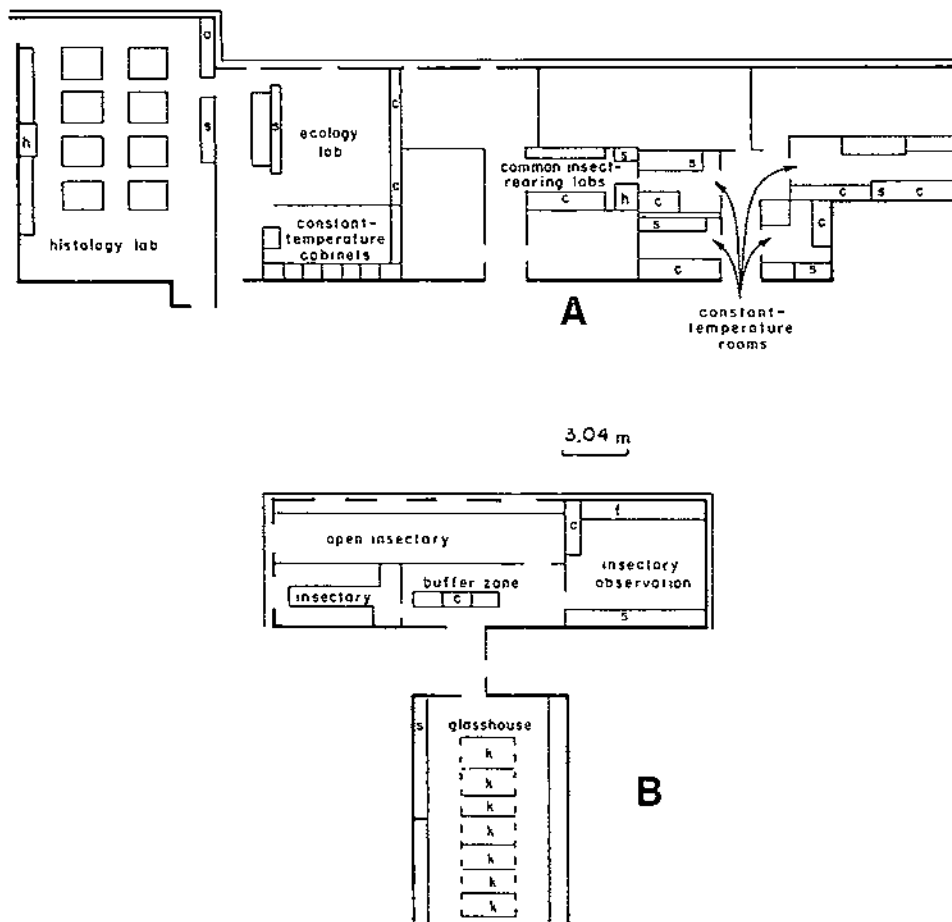 a
h
s
histology lab
s
ecology
lab
c
c
constant-
temperature
cabinets
common insect-
rearing labs
c
s
h
s
c
s
c
c
s
c
c
s
A
constant-
temperature
rooms
3.04 m
open insectary
c
f
insectary
observation
insectary
buffer zone
c
s
s
glasshouse
k
k
k
k
k
k
k
B